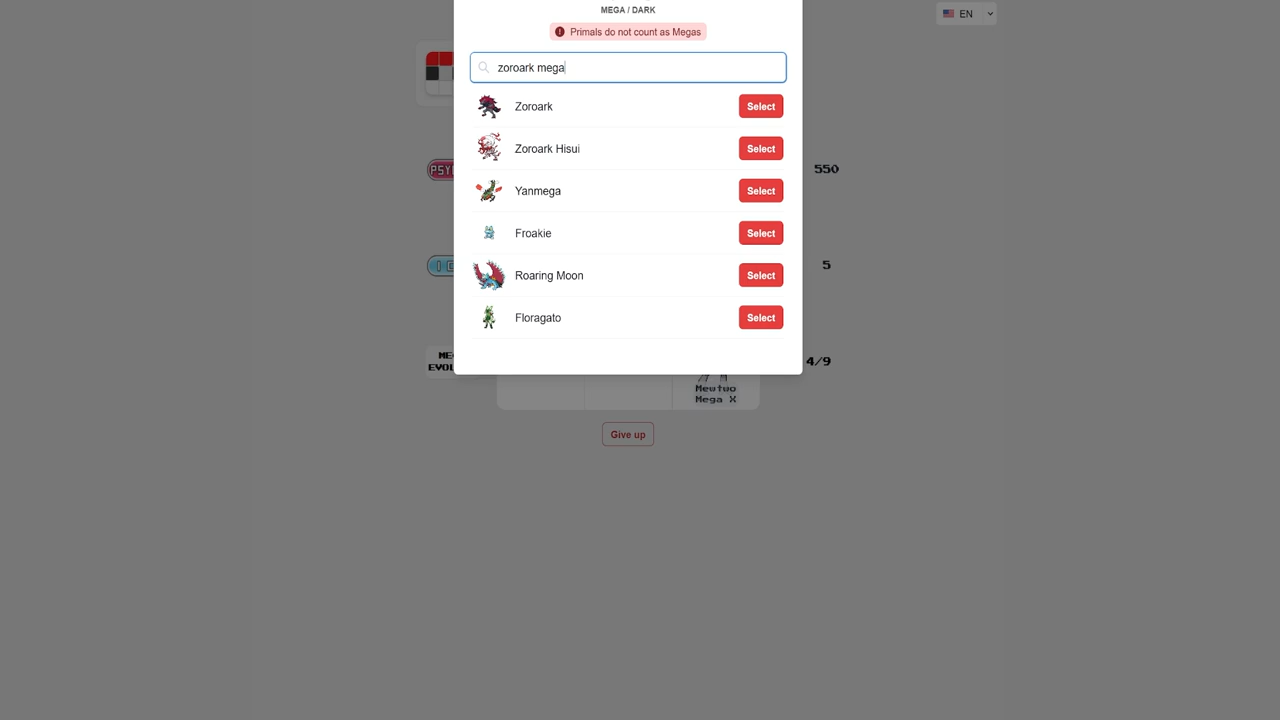 MEGA / DARK
EN
Primals do not count as Megas
zoroark mega
Zoroark Select
Zoroark Hisui Select
PSY
550
Yanmega Select
Froakie Select
5
Roaring Moon Select
Floragato Select
4/9
Mewtwo
Mega X
Give up